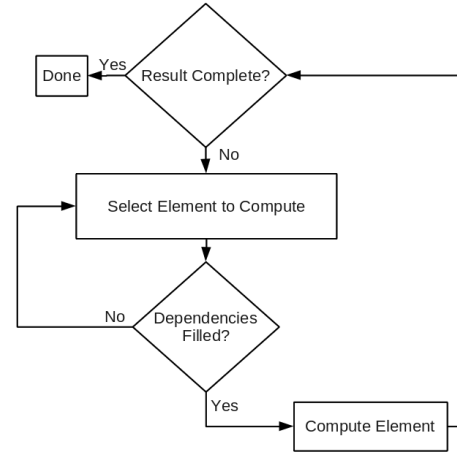 Yes
Done
Result Complete?
No
Select Element to Compute
No
Dependencies
Filled?
Yes
Compute Element